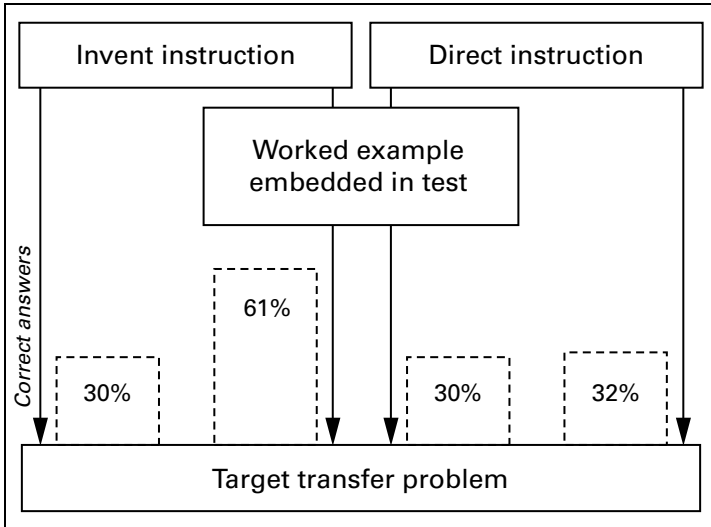 Invent instruction
Direct instruction
Worked example
embedded in test
Correct answers
30%
61%
30%
32%
Target transfer problem